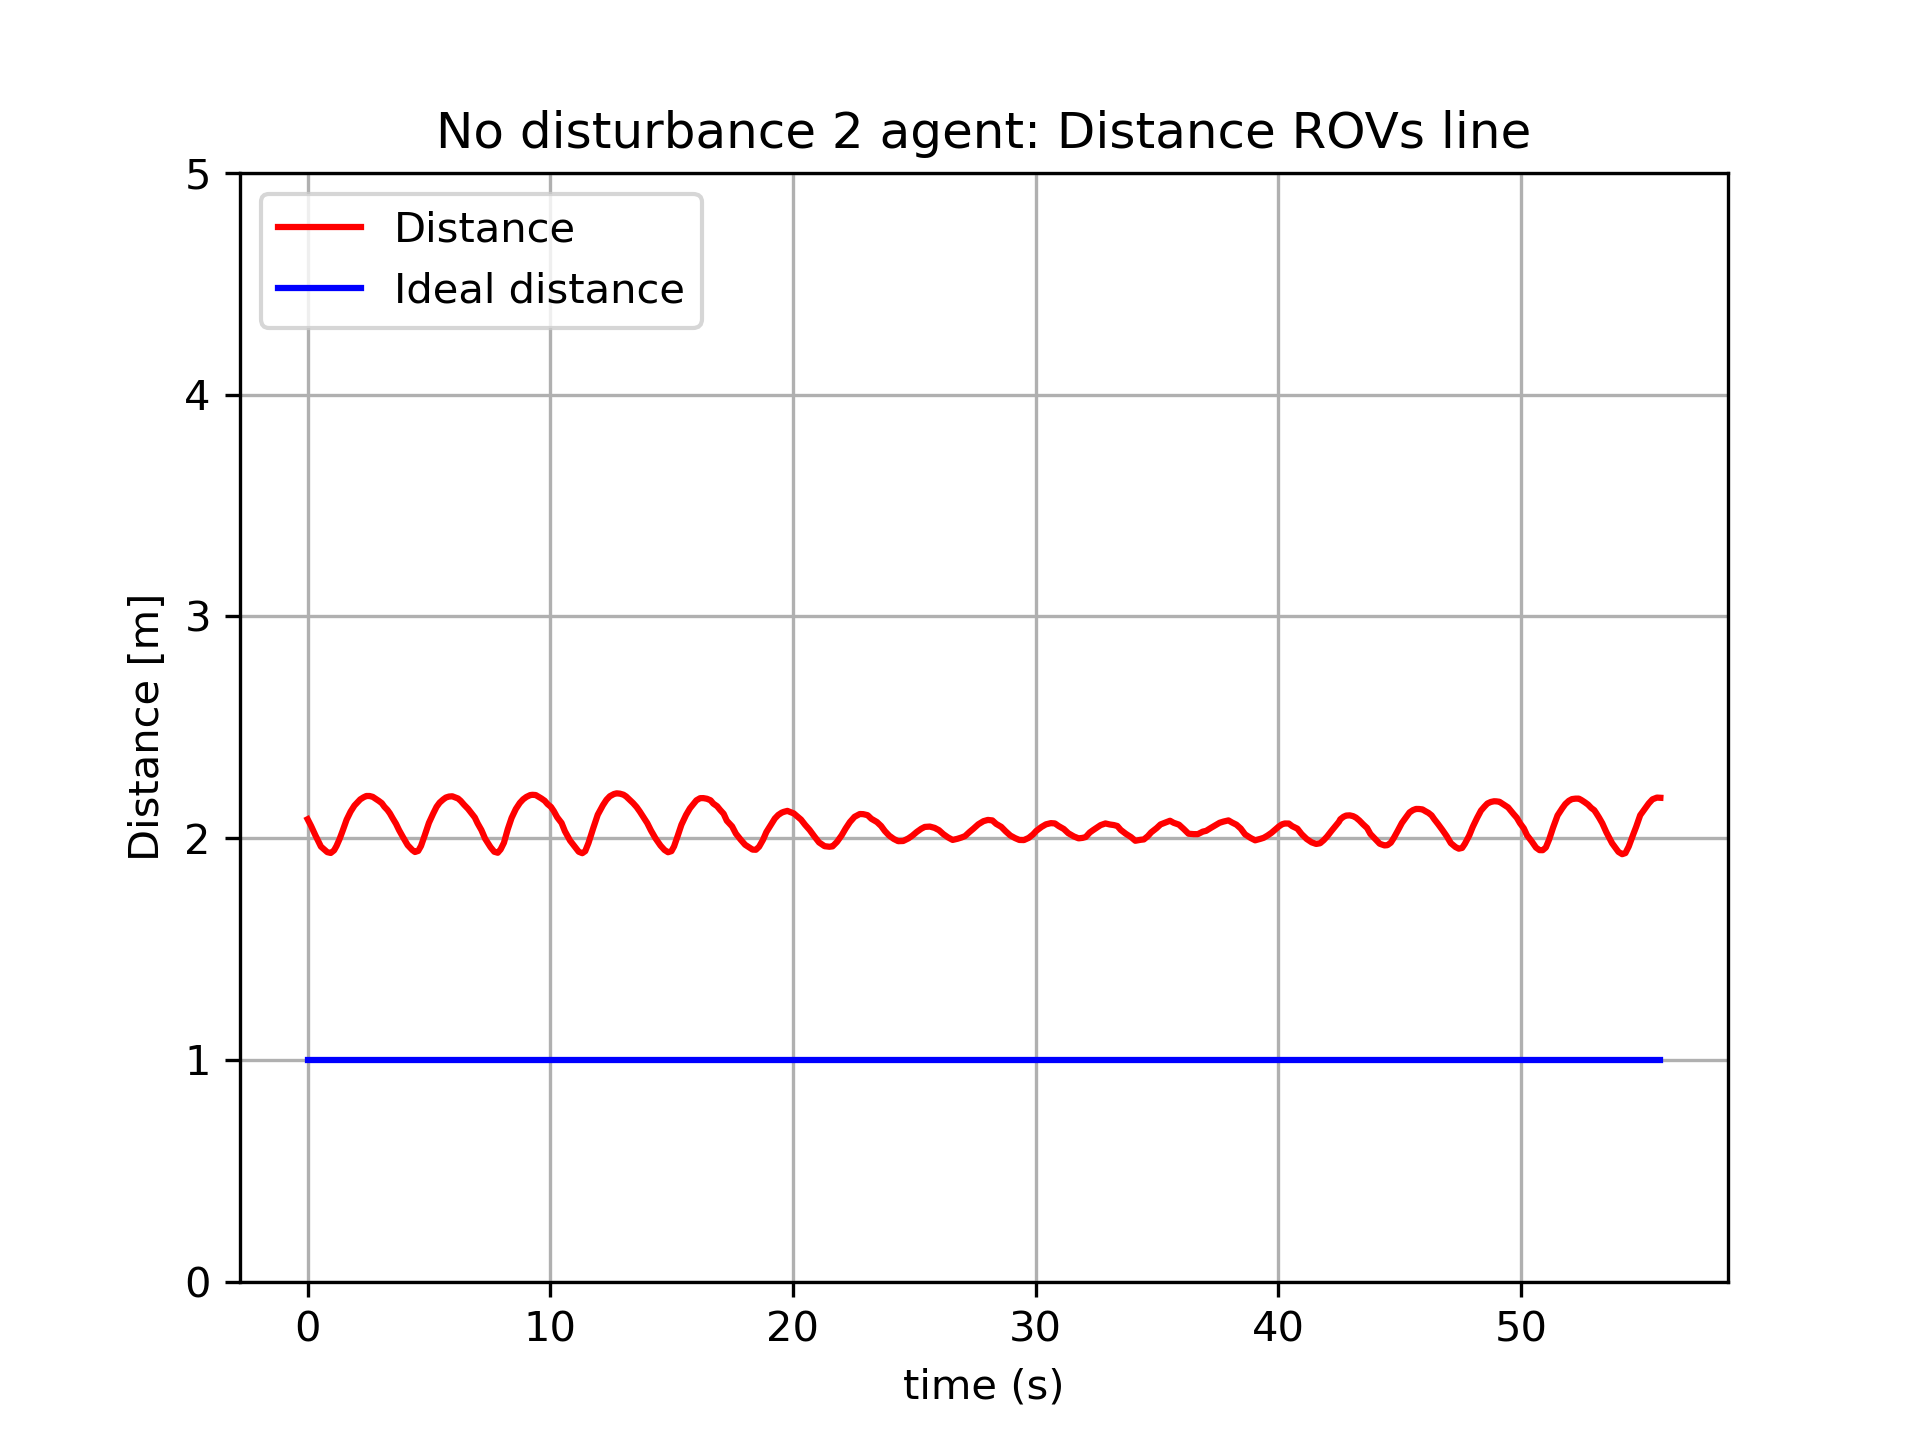 No disturbance 2 agent: Distance ROVs line
5
Distance
Ideal distance
4
3
2
1
0
Distance [m]
0 10 20 30 40 50
time (s)